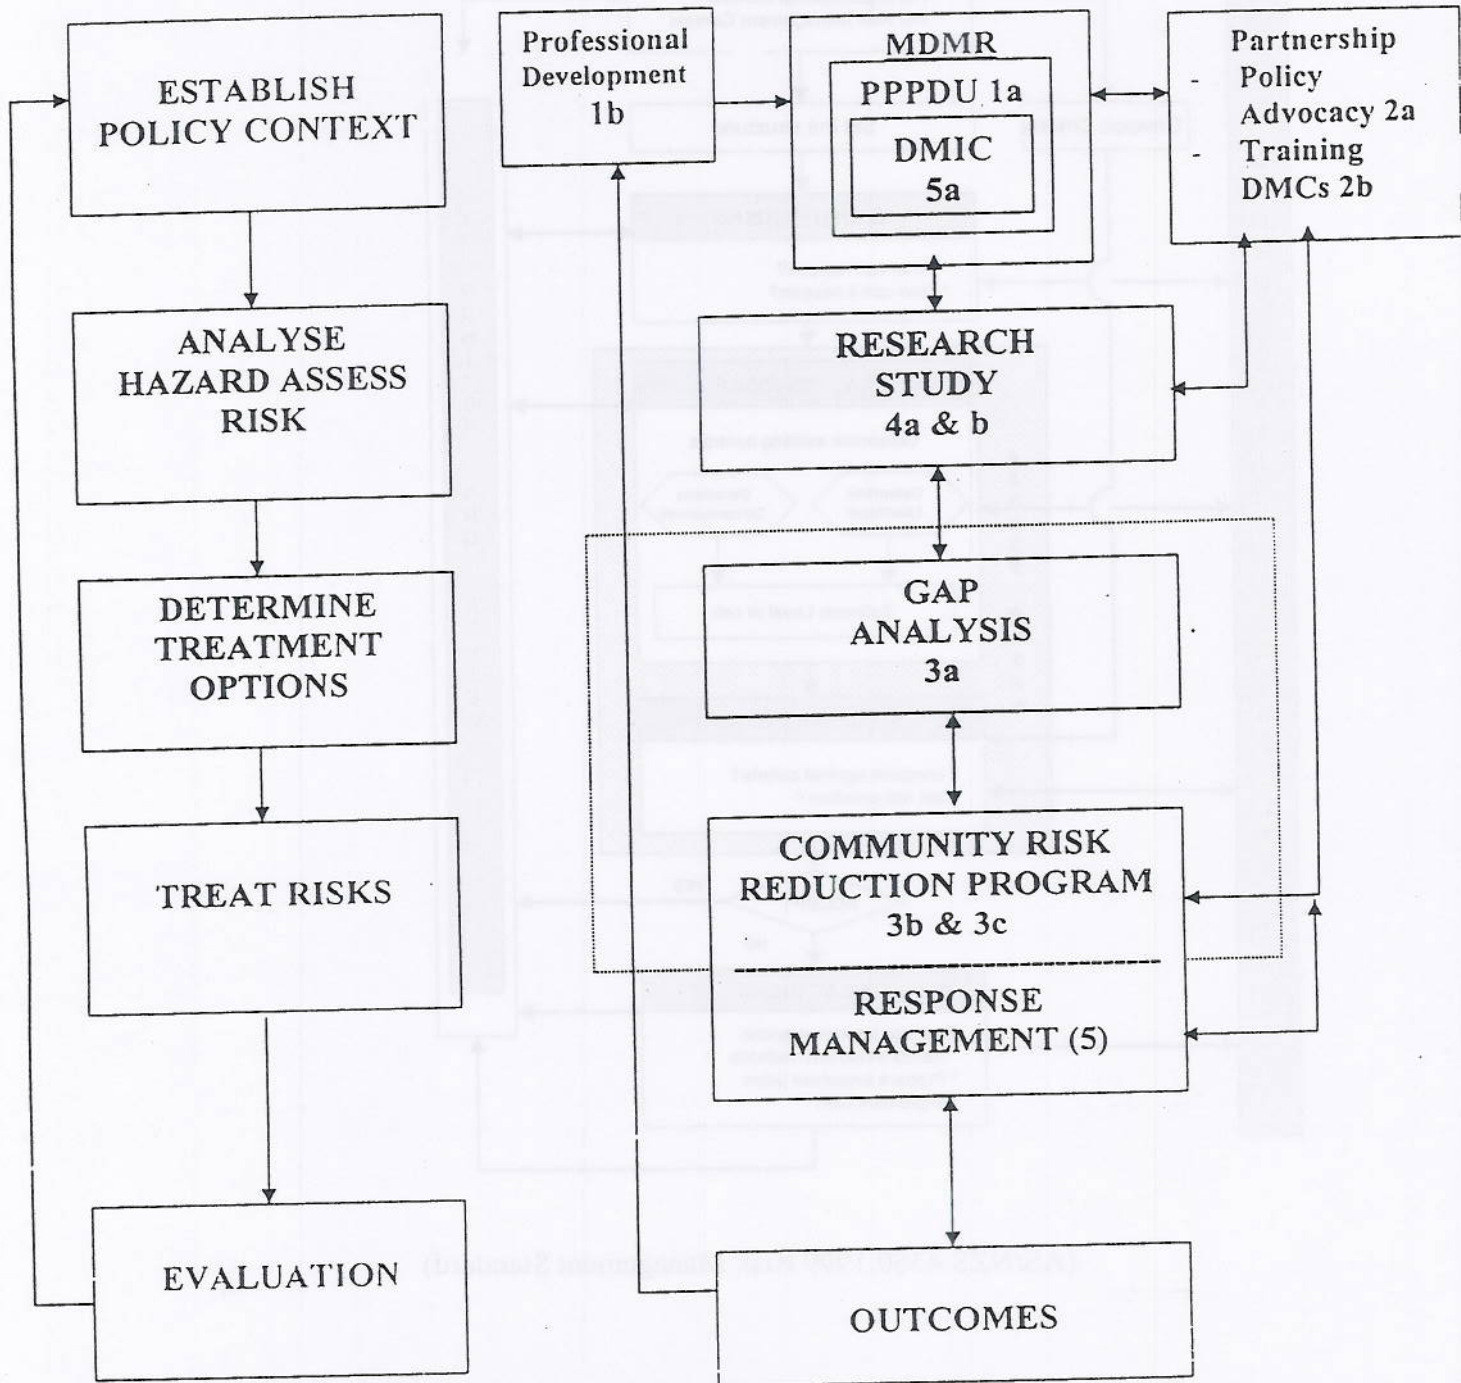 ESTABLISH
POLICY CONTEXT
ANALYSE
HAZARD ASSESS
RISK
DETERMINE
TREATMENT
OPTIONS
TREAT RISKS
EVALUATION
Professional
Development
1b
MDMR
PPPDU 1a
DMIC
5a
Partnership
- Policy
Advocacy 2a
- Training
DMCs 2b
RESEARCH
STUDY
4a & b
GAP
ANALYSIS
3a
COMMUNITY RISK
REDUCTION PROGRAM
3b & 3c
RESPONSE
MANAGEMENT (5)
OUTCOMES